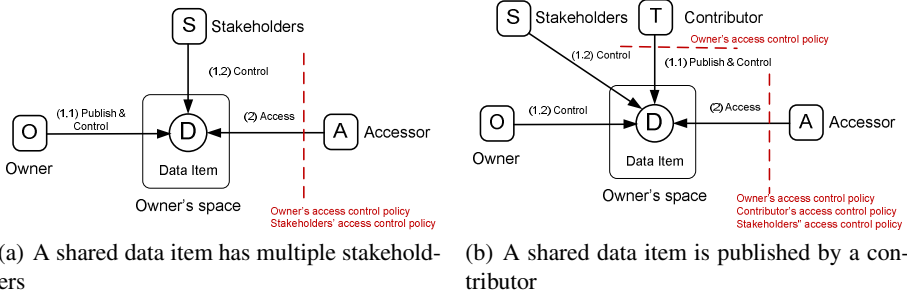 S
Stakeholders
(1.2) Control
(1.1) Publish &
Control
(2) Access
O
D
A
Accessor
Owner
Data Item
Owner's space
Owner's access control policy
Stakeholders' access control policy
(a) A shared data item has multiple stakehold-
ers
S
Stakeholders
T
Contributor
Owner's access control policy
(1.2) Control
(1.1) Publish & Control
(1.2) Control
(2) Access
O
D
A
Accessor
Owner
Data Item
Owner's space
Owner's access control policy
Contributor's access control policy
Stakeholders" access control policy
(b) A shared data item is published by a con-
tributor